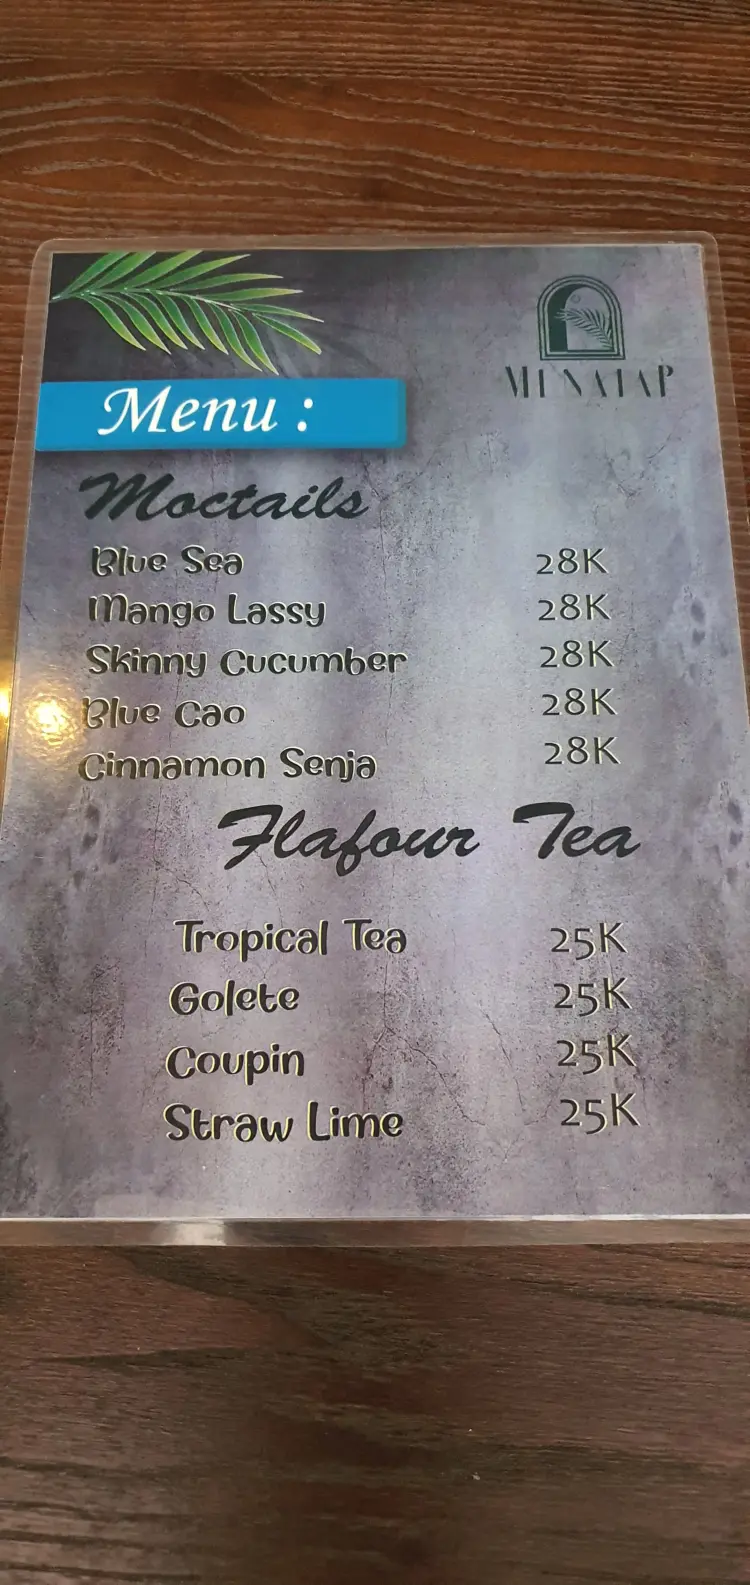 MENATAP
Menu :
Moctails
Blue Sea 28K
Mango Lassy 28K
Skinny Cucumber 28K
Blue Cao 28K
Cinnamon Senja 28K
Flafour Tea
Tropical Tea 25K
Golete 25K
Coupin 25K
Straw Lime 25K